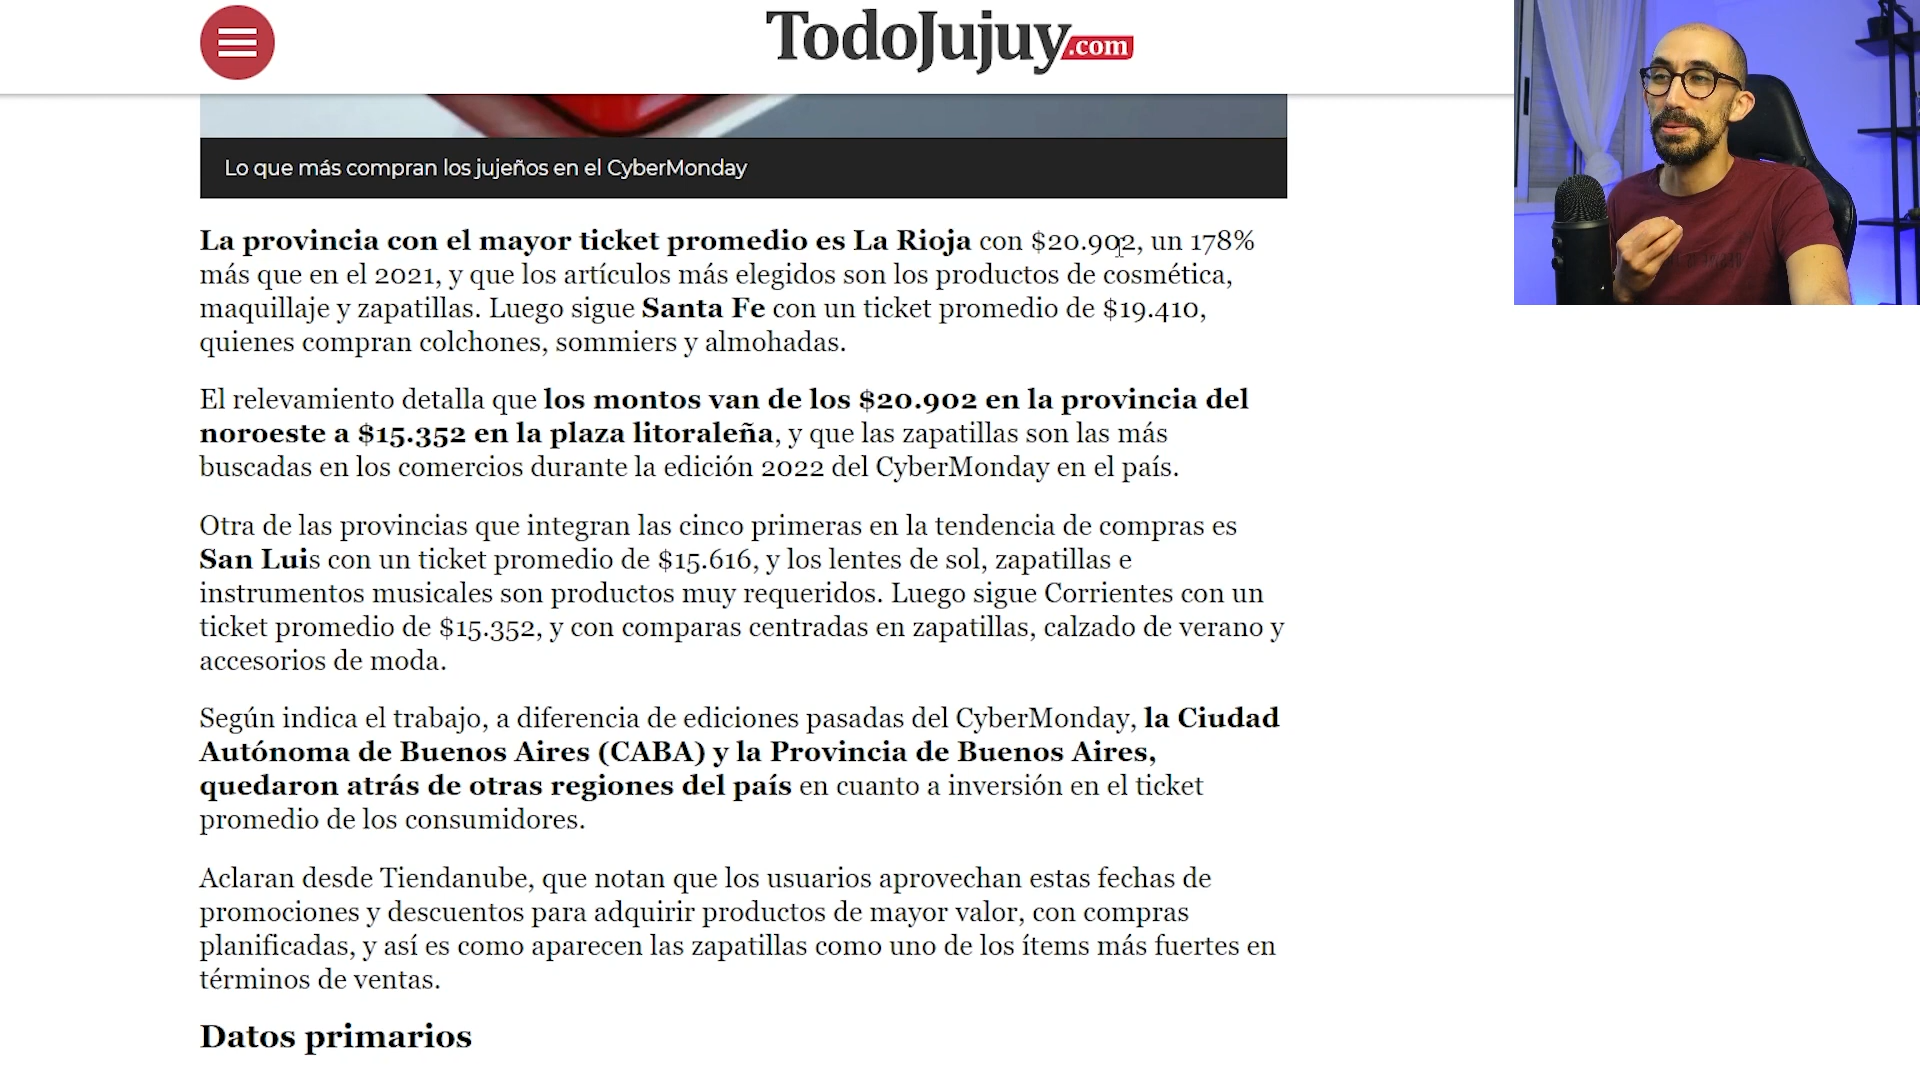 TodoJujuy.com
Lo que más compran los jujeños en el CyberMonday
La provincia con el mayor ticket promedio es La Rioja con $20.902, un 178%
más que en el 2021, y que los artículos más elegidos son los productos de cosmética,
maquillaje y zapatillas. Luego sigue Santa Fe con un ticket promedio de $19.410,
quienes compran colchones, sommiers y almohadas.
El relevamiento detalla que los montos van de los $20.902 en la provincia del
noroeste a $15.352 en la plaza litoraleña, y que las zapatillas son las más
buscadas en los comercios durante la edición 2022 del CyberMonday en el país.
Otra de las provincias que integran las cinco primeras en la tendencia de compras es
San Luis con un ticket promedio de $15.616, y los lentes de sol, zapatillas e
instrumentos musicales son productos muy requeridos. Luego sigue Corrientes con un
ticket promedio de $15.352, y con comparas centradas en zapatillas, calzado de verano y
accesorios de moda.
Según indica el trabajo, a diferencia de ediciones pasadas del CyberMonday, la Ciudad
Autónoma de Buenos Aires (CABA) y la Provincia de Buenos Aires,
quedaron atrás de otras regiones del país en cuanto a inversión en el ticket
promedio de los consumidores.
Aclaran desde Tiendanube, que notan que los usuarios aprovechan estas fechas de
promociones y descuentos para adquirir productos de mayor valor, con compras
planificadas, y así es como aparecen las zapatillas como uno de los ítems más fuertes en
términos de ventas.
Datos primarios